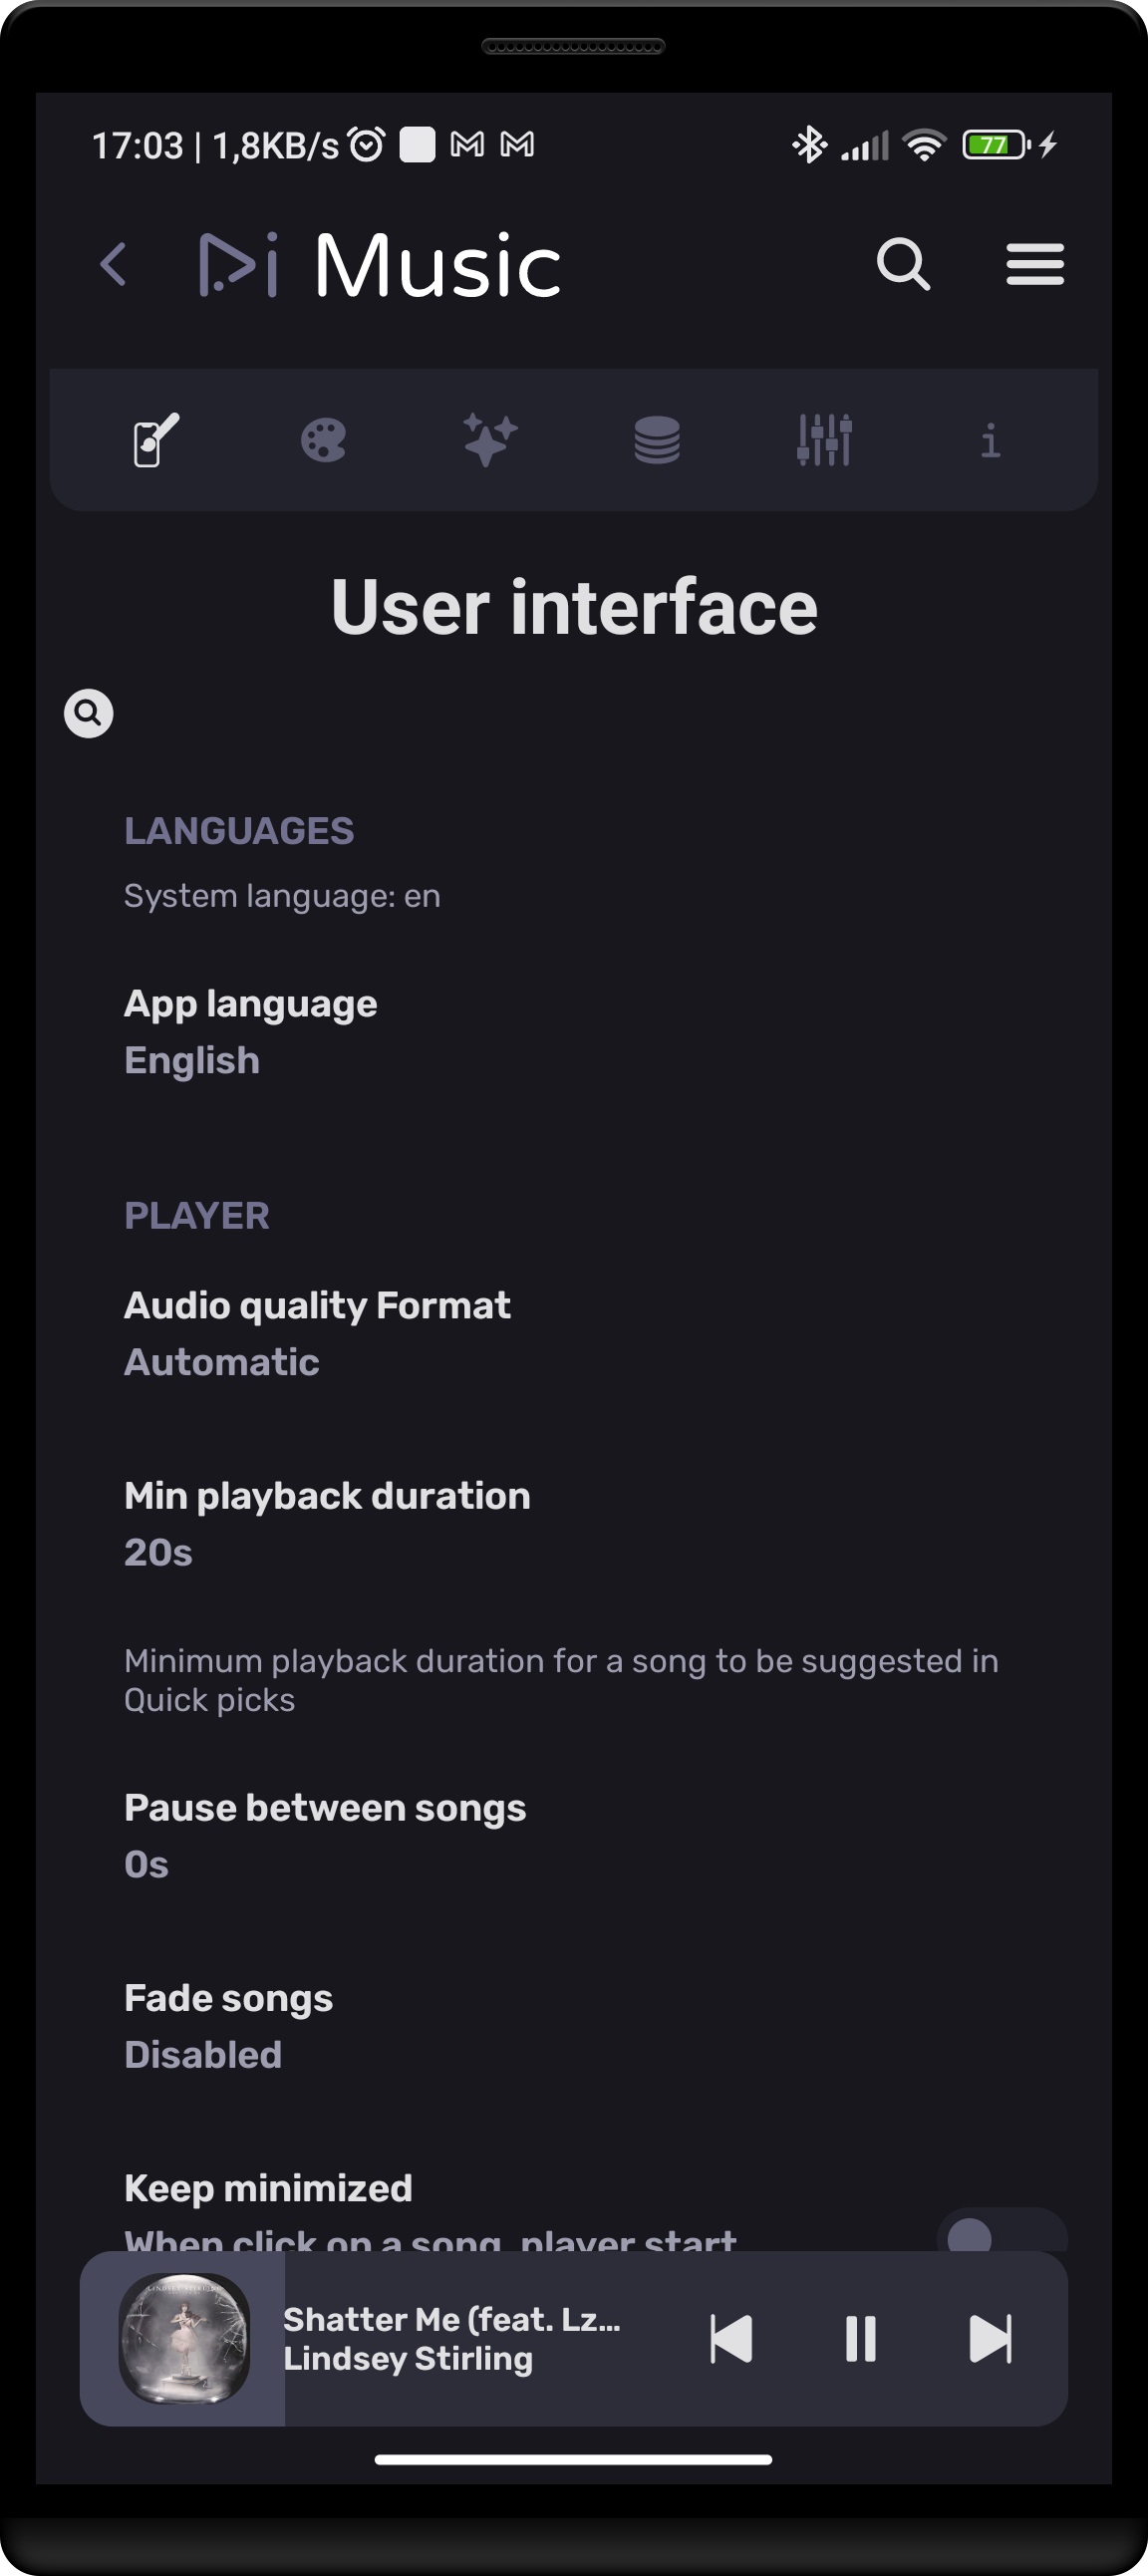 17:03 | 1,8KB/s
77
Music
User interface
LANGUAGES
System language: en
App language
English
PLAYER
Audio quality Format
Automatic
Min playback duration
20s
Minimum playback duration for a song to be suggested in
Quick picks
Pause between songs
0s
Fade songs
Disabled
Keep minimized
When click on a song, player start
Shatter Me (feat. Lz...
Lindsey Stirling